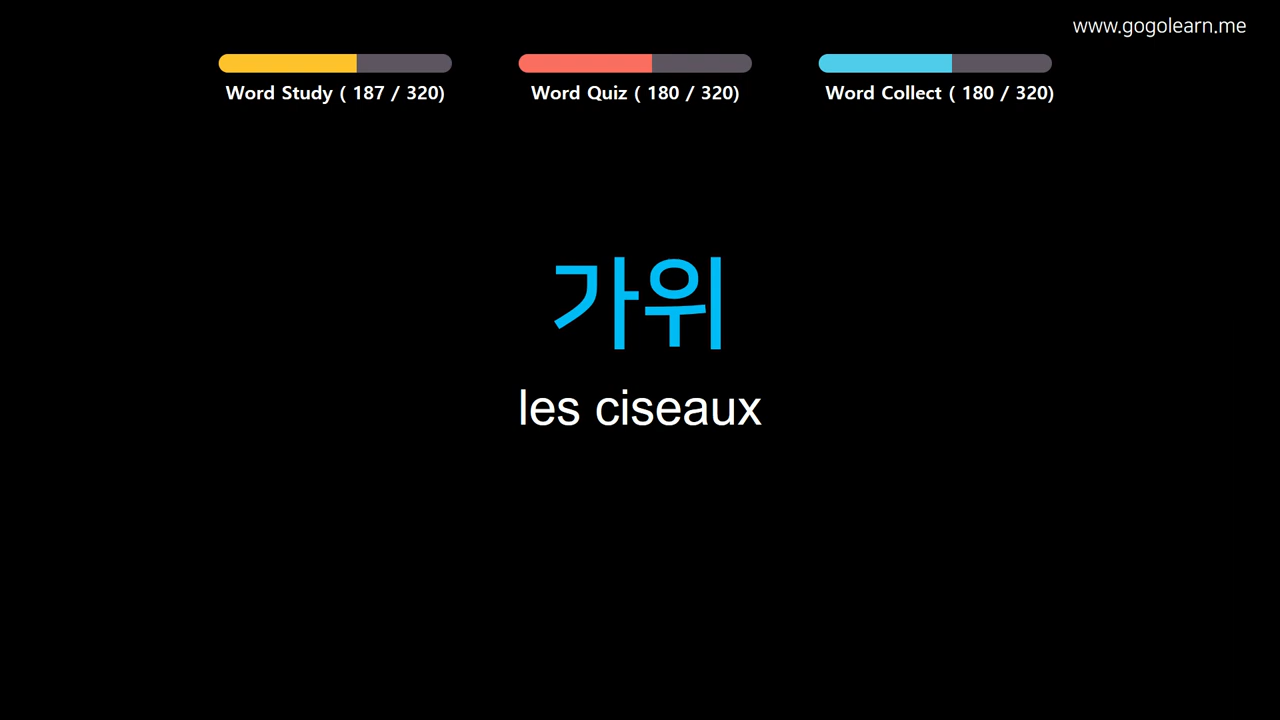 www.gogolearn.me
Word Study ( 187 / 320)
Word Quiz ( 180 / 320)
Word Collect ( 180 / 320)
가위
les ciseaux